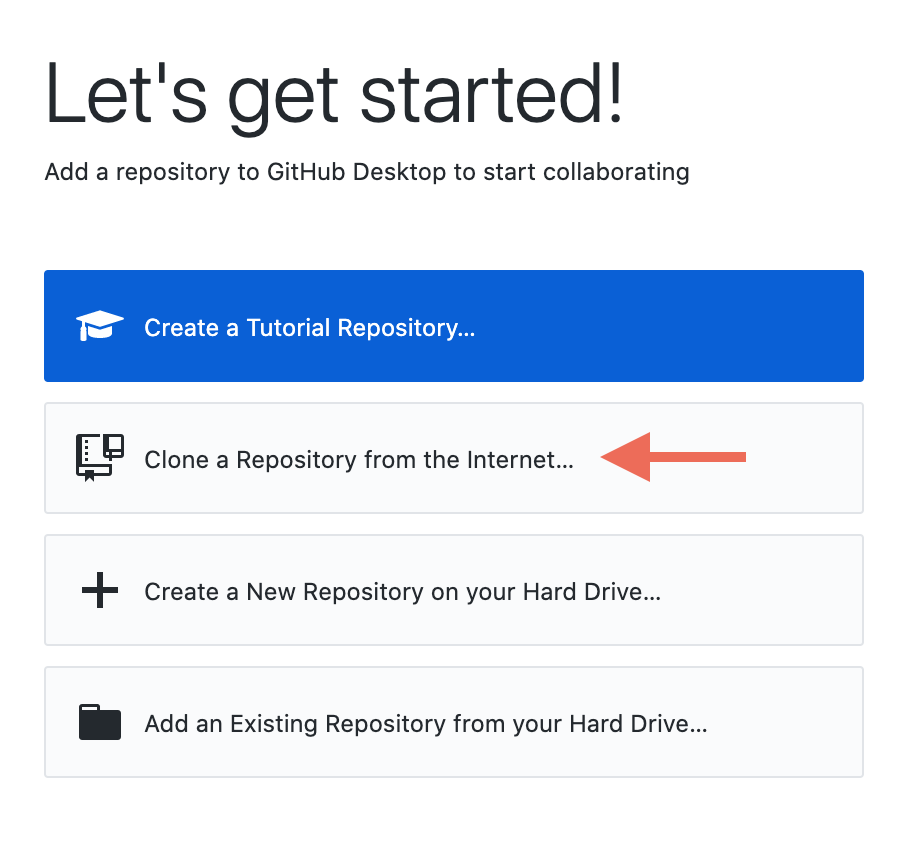 Let's get started!
Add a repository to GitHub Desktop to start collaborating
Create a Tutorial Repository...
Clone a Repository from the Internet...
Create a New Repository on your Hard Drive...
Add an Existing Repository from your Hard Drive...